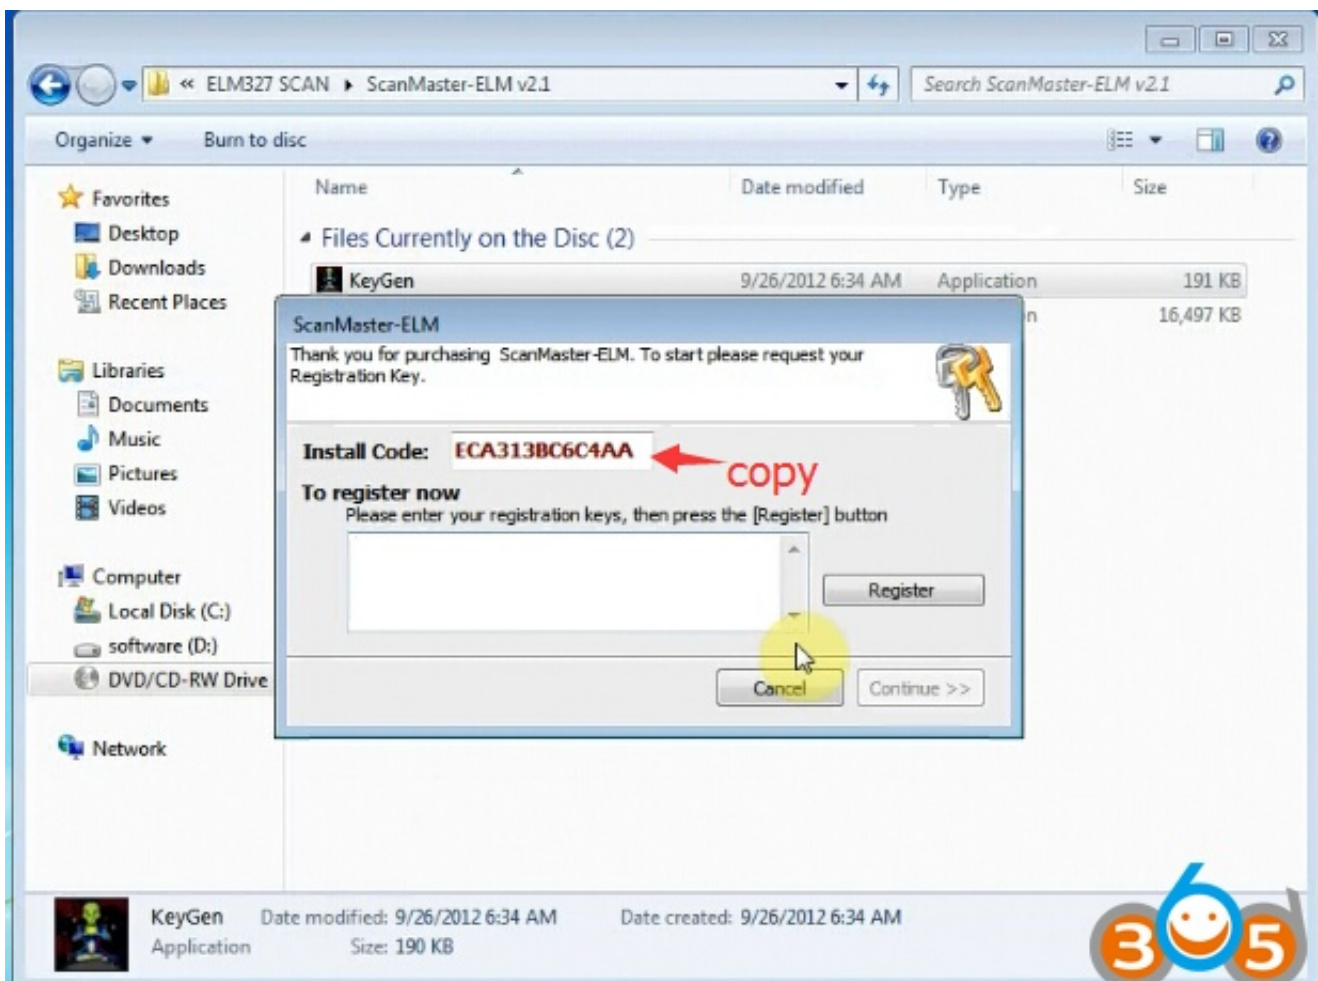 « ELM327 SCAN ▸ ScanMaster-ELM v2.1
Search ScanMaster-ELM v2.1
Organize ▾ Burn to disc
Name Date modified Type Size
Favorites
Desktop
Downloads
Recent Places
Libraries
Documents
Music
Pictures
Videos
Computer
Local Disk (C:)
software (D:)
DVD/CD-RW Drive
Network
Files Currently on the Disc (2)
KeyGen 9/26/2012 6:34 AM Application 191 KB
n 16,497 KB
ScanMaster-ELM
Thank you for purchasing ScanMaster-ELM. To start please request your
Registration Key.
Install Code: ECA313BC6C4AA
copy
To register now
Please enter your registration keys, then press the [Register] button
Register
Cancel Continue >>
KeyGen Date modified: 9/26/2012 6:34 AM Date created: 9/26/2012 6:34 AM
Application Size: 190 KB
365